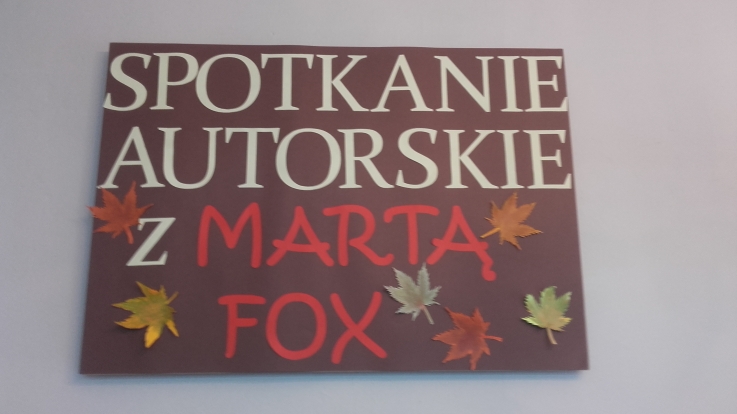 SPOTKANIE
AUTORSKIE
z MARTĄ
FOX